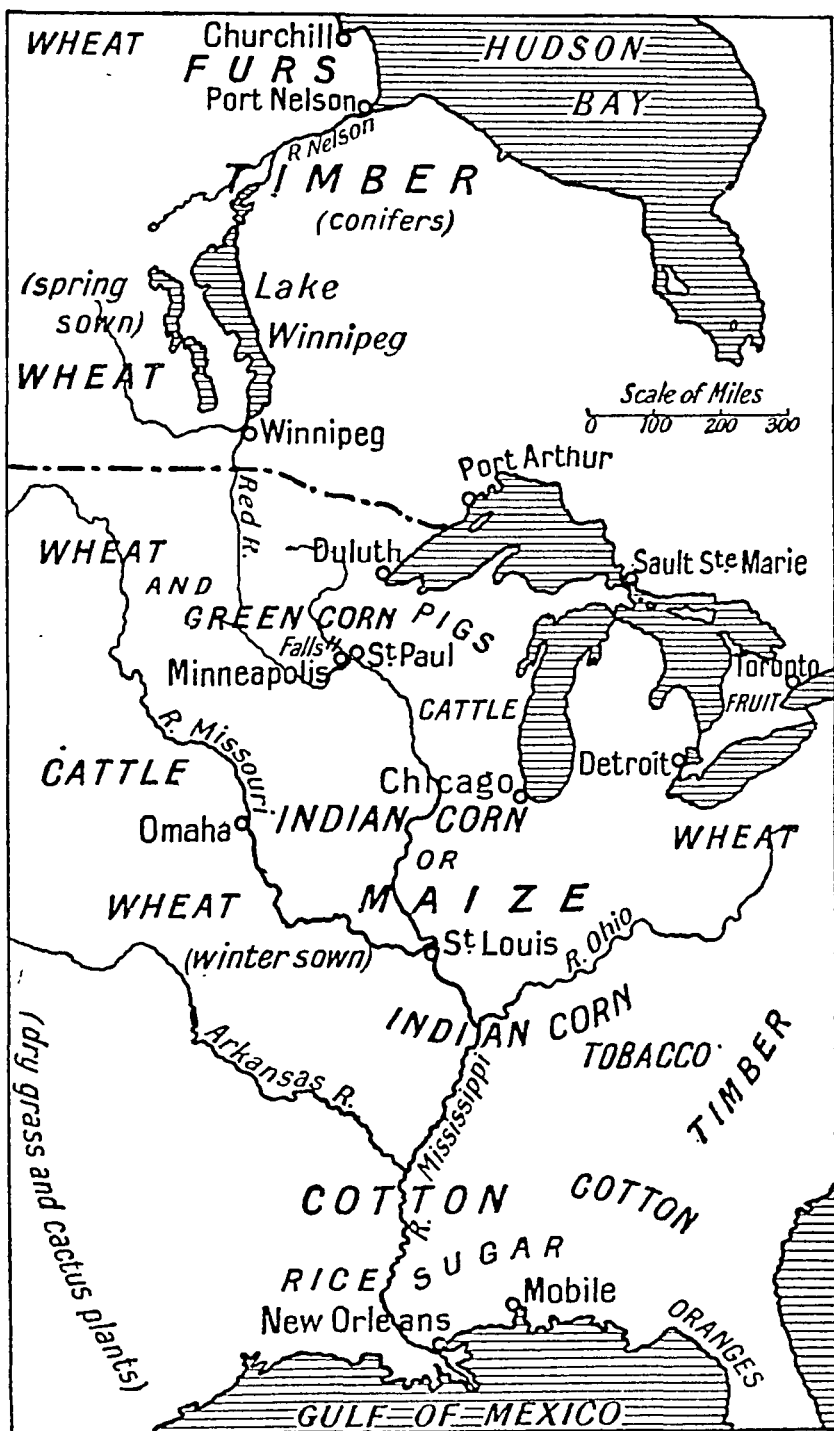 WHEAT
Churchill
FURS
Port Nelson
HUDSON
BAY
R Nelson
TIMBER
(conifers)
(spring
sown)
WHEAT
Lake
Winnipeg
Scale of Miles
0 100 200 300
Winnipeg
Port Arthur
Red R.
WHEAT
AND
GREEN CORN
PIGS
Duluth
Sault Ste Marie
Falls
Minneapolis
St. Paul
Toronto
FRUIT
CATTLE
R. Missouri
CATTLE
Chicago
Detroit
Omaha
INDIAN CORN
OR
MAIZE
WHEAT
WHEAT
(winter sown)
St. Louis
R. Ohio
INDIAN CORN
TOBACCO
TIMBER
Arkansas R.
R. Mississippi
(dry grass and cactus plants)
COTTON
COTTON
RICE
SUGAR
New Orleans
Mobile
ORANGES
GULF OF MEXICO